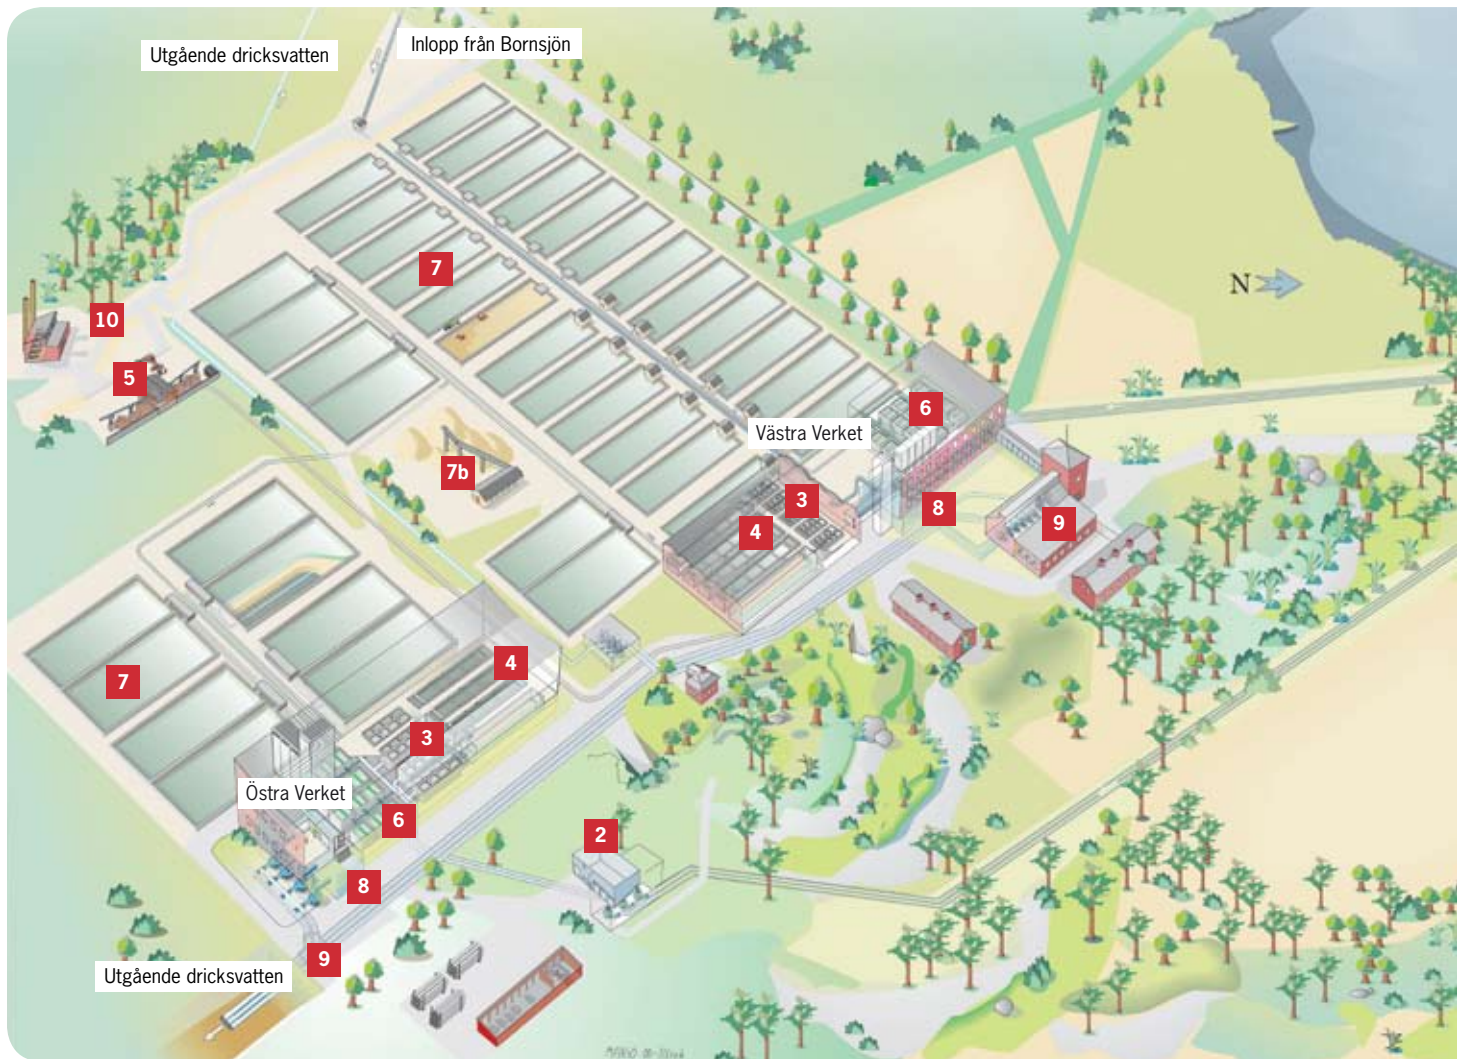 Utgående dricksvatten
Inlopp från Bornsjön
7
N
10
5
6
Västra Verket
7b
3
8
4
9
4
7
3
Östra Verket
6
2
8
9
Utgående dricksvatten